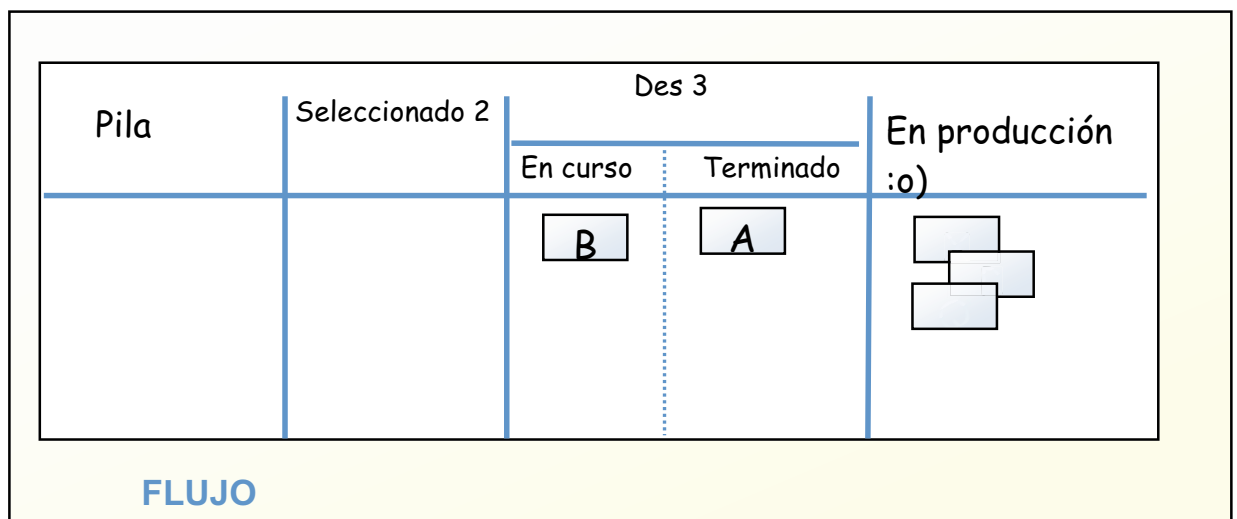 Pila
Seleccionado 2
Des 3
En curso
Terminado
En producción
:o)
B
A
FLUJO